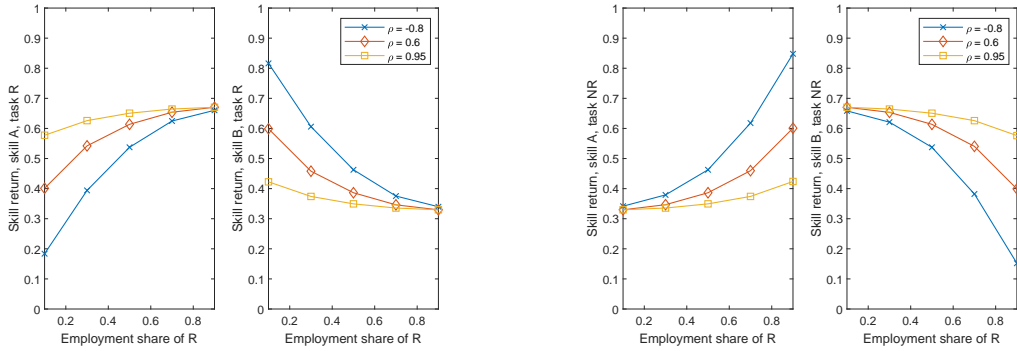 Skill return, skill A, task R
1
0.9
0.8
0.7
0.6
0.5
0.4
0.3
0.2
0.1
0
0.2 0.4 0.6 0.8
Employment share of R
ρ = -0.8
ρ = 0.6
ρ = 0.95
Skill return, skill B, task R
1
0.9
0.8
0.7
0.6
0.5
0.4
0.3
0.2
0.1
0
0.2 0.4 0.6 0.8
Employment share of R
Skill return, skill A, task NR
1
0.9
0.8
0.7
0.6
0.5
0.4
0.3
0.2
0.1
0
0.2 0.4 0.6 0.8
Employment share of R
ρ = -0.8
ρ = 0.6
ρ = 0.95
Skill return, skill B, task NR
1
0.9
0.8
0.7
0.6
0.5
0.4
0.3
0.2
0.1
0
0.2 0.4 0.6 0.8
Employment share of R